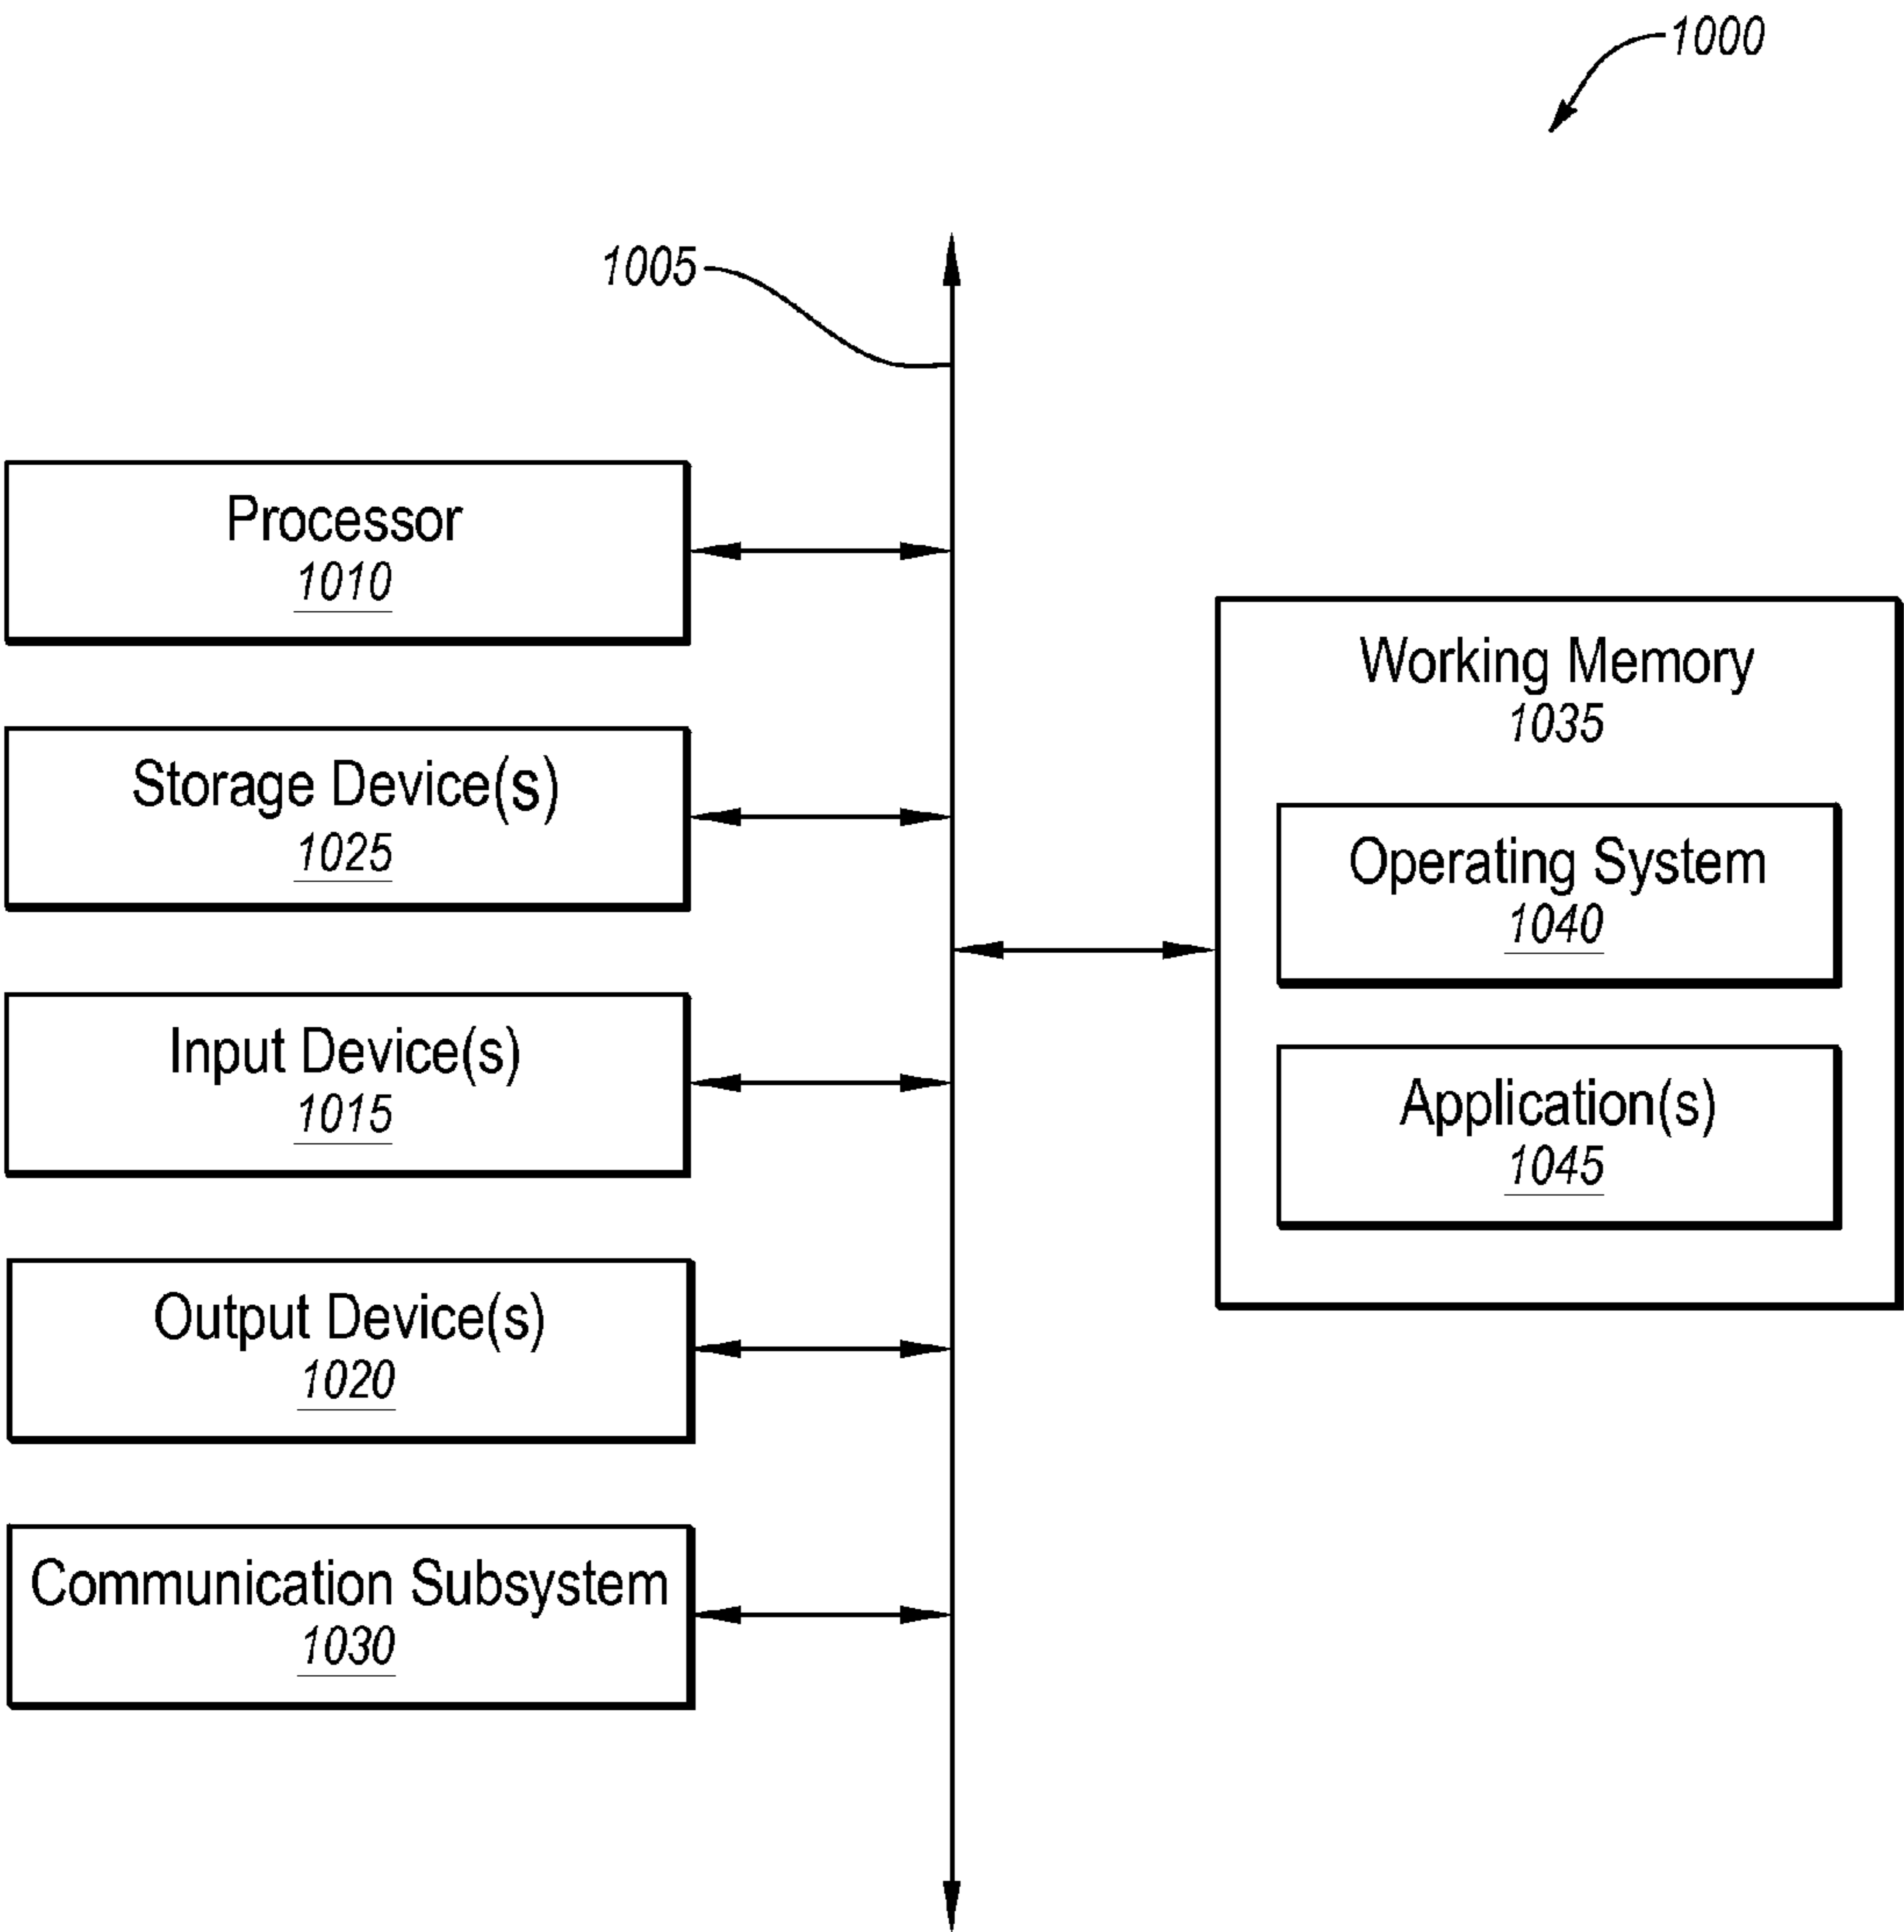 1000
1005
Processor
1010
Storage Device(s)
1025
Input Device(s)
1015
Output Device(s)
1020
Communication Subsystem
1030
Working Memory
1035
Operating System
1040
Application(s)
1045